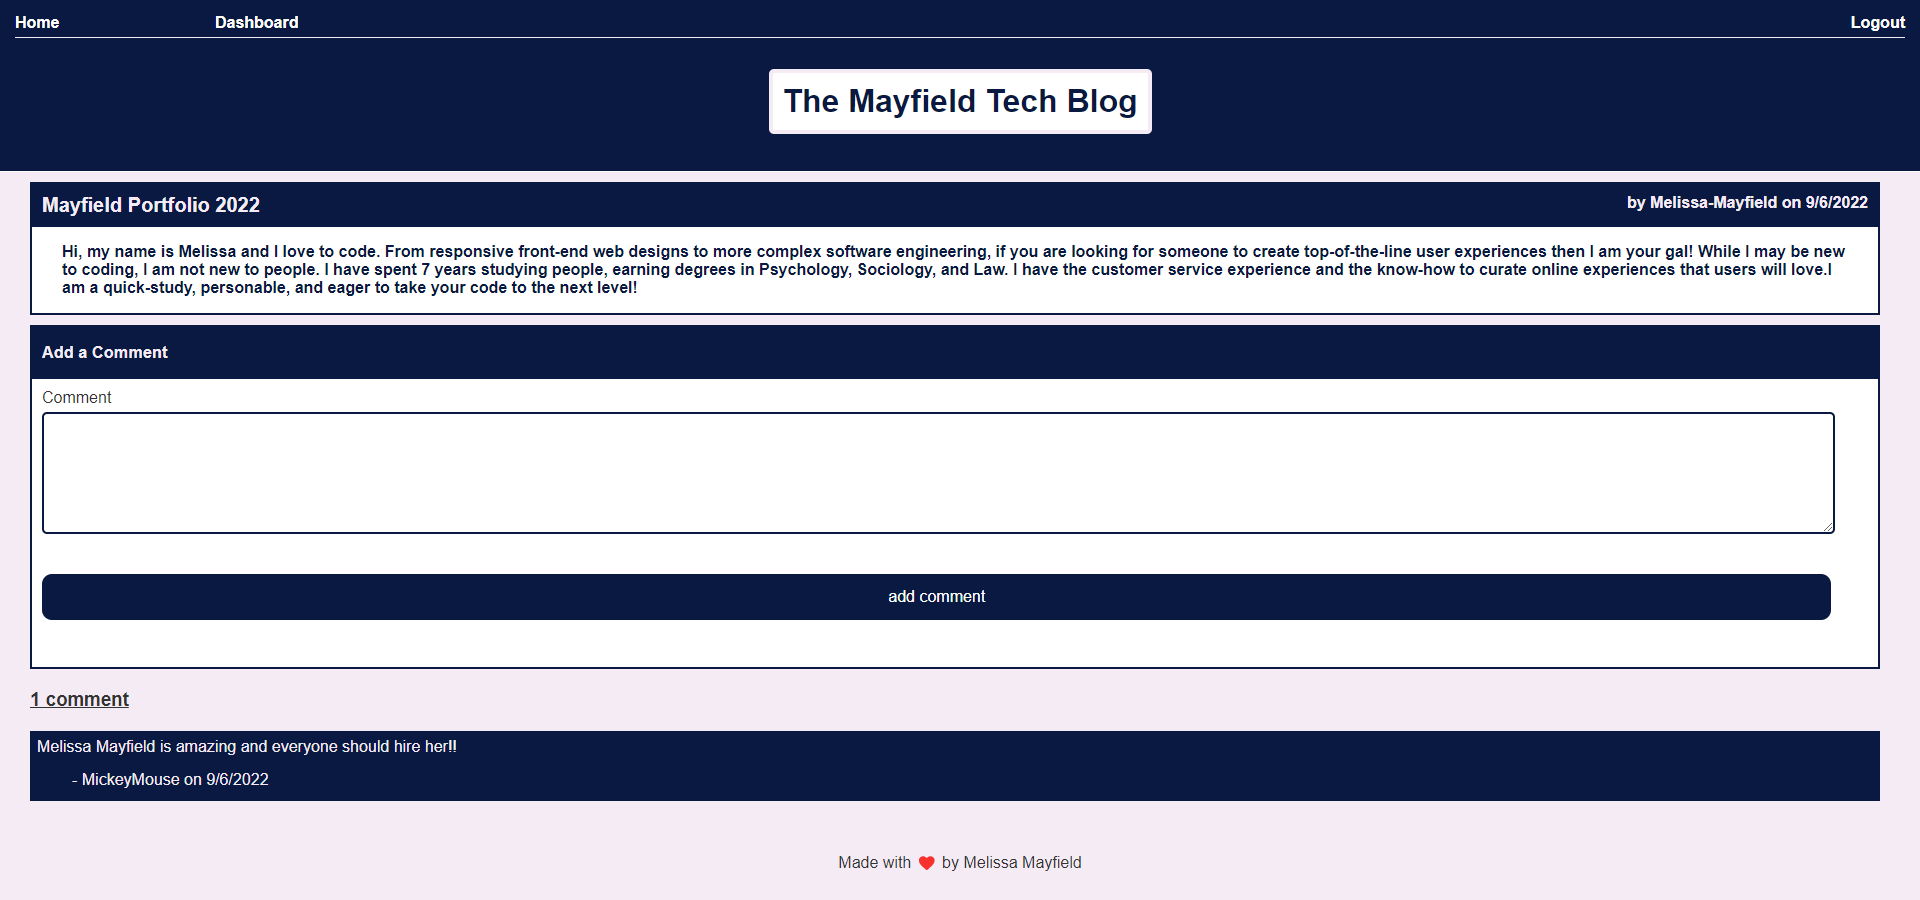 Home Dashboard Logout
The Mayfield Tech Blog
Mayfield Portfolio 2022 by Melissa-Mayfield on 9/6/2022
Hi, my name is Melissa and I love to code. From responsive front-end web designs to more complex software engineering, if you are looking for someone to create top-of-the-line user experiences then I am your gal! While I may be new
to coding, I am not new to people. I have spent 7 years studying people, earning degrees in Psychology, Sociology, and Law. I have the customer service experience and the know-how to curate online experiences that users will love.I
am a quick-study, personable, and eager to take your code to the next level!
Add a Comment
Comment
add comment
1 comment
Melissa Mayfield is amazing and everyone should hire her!!
- MickeyMouse on 9/6/2022
Made with ❤️ by Melissa Mayfield